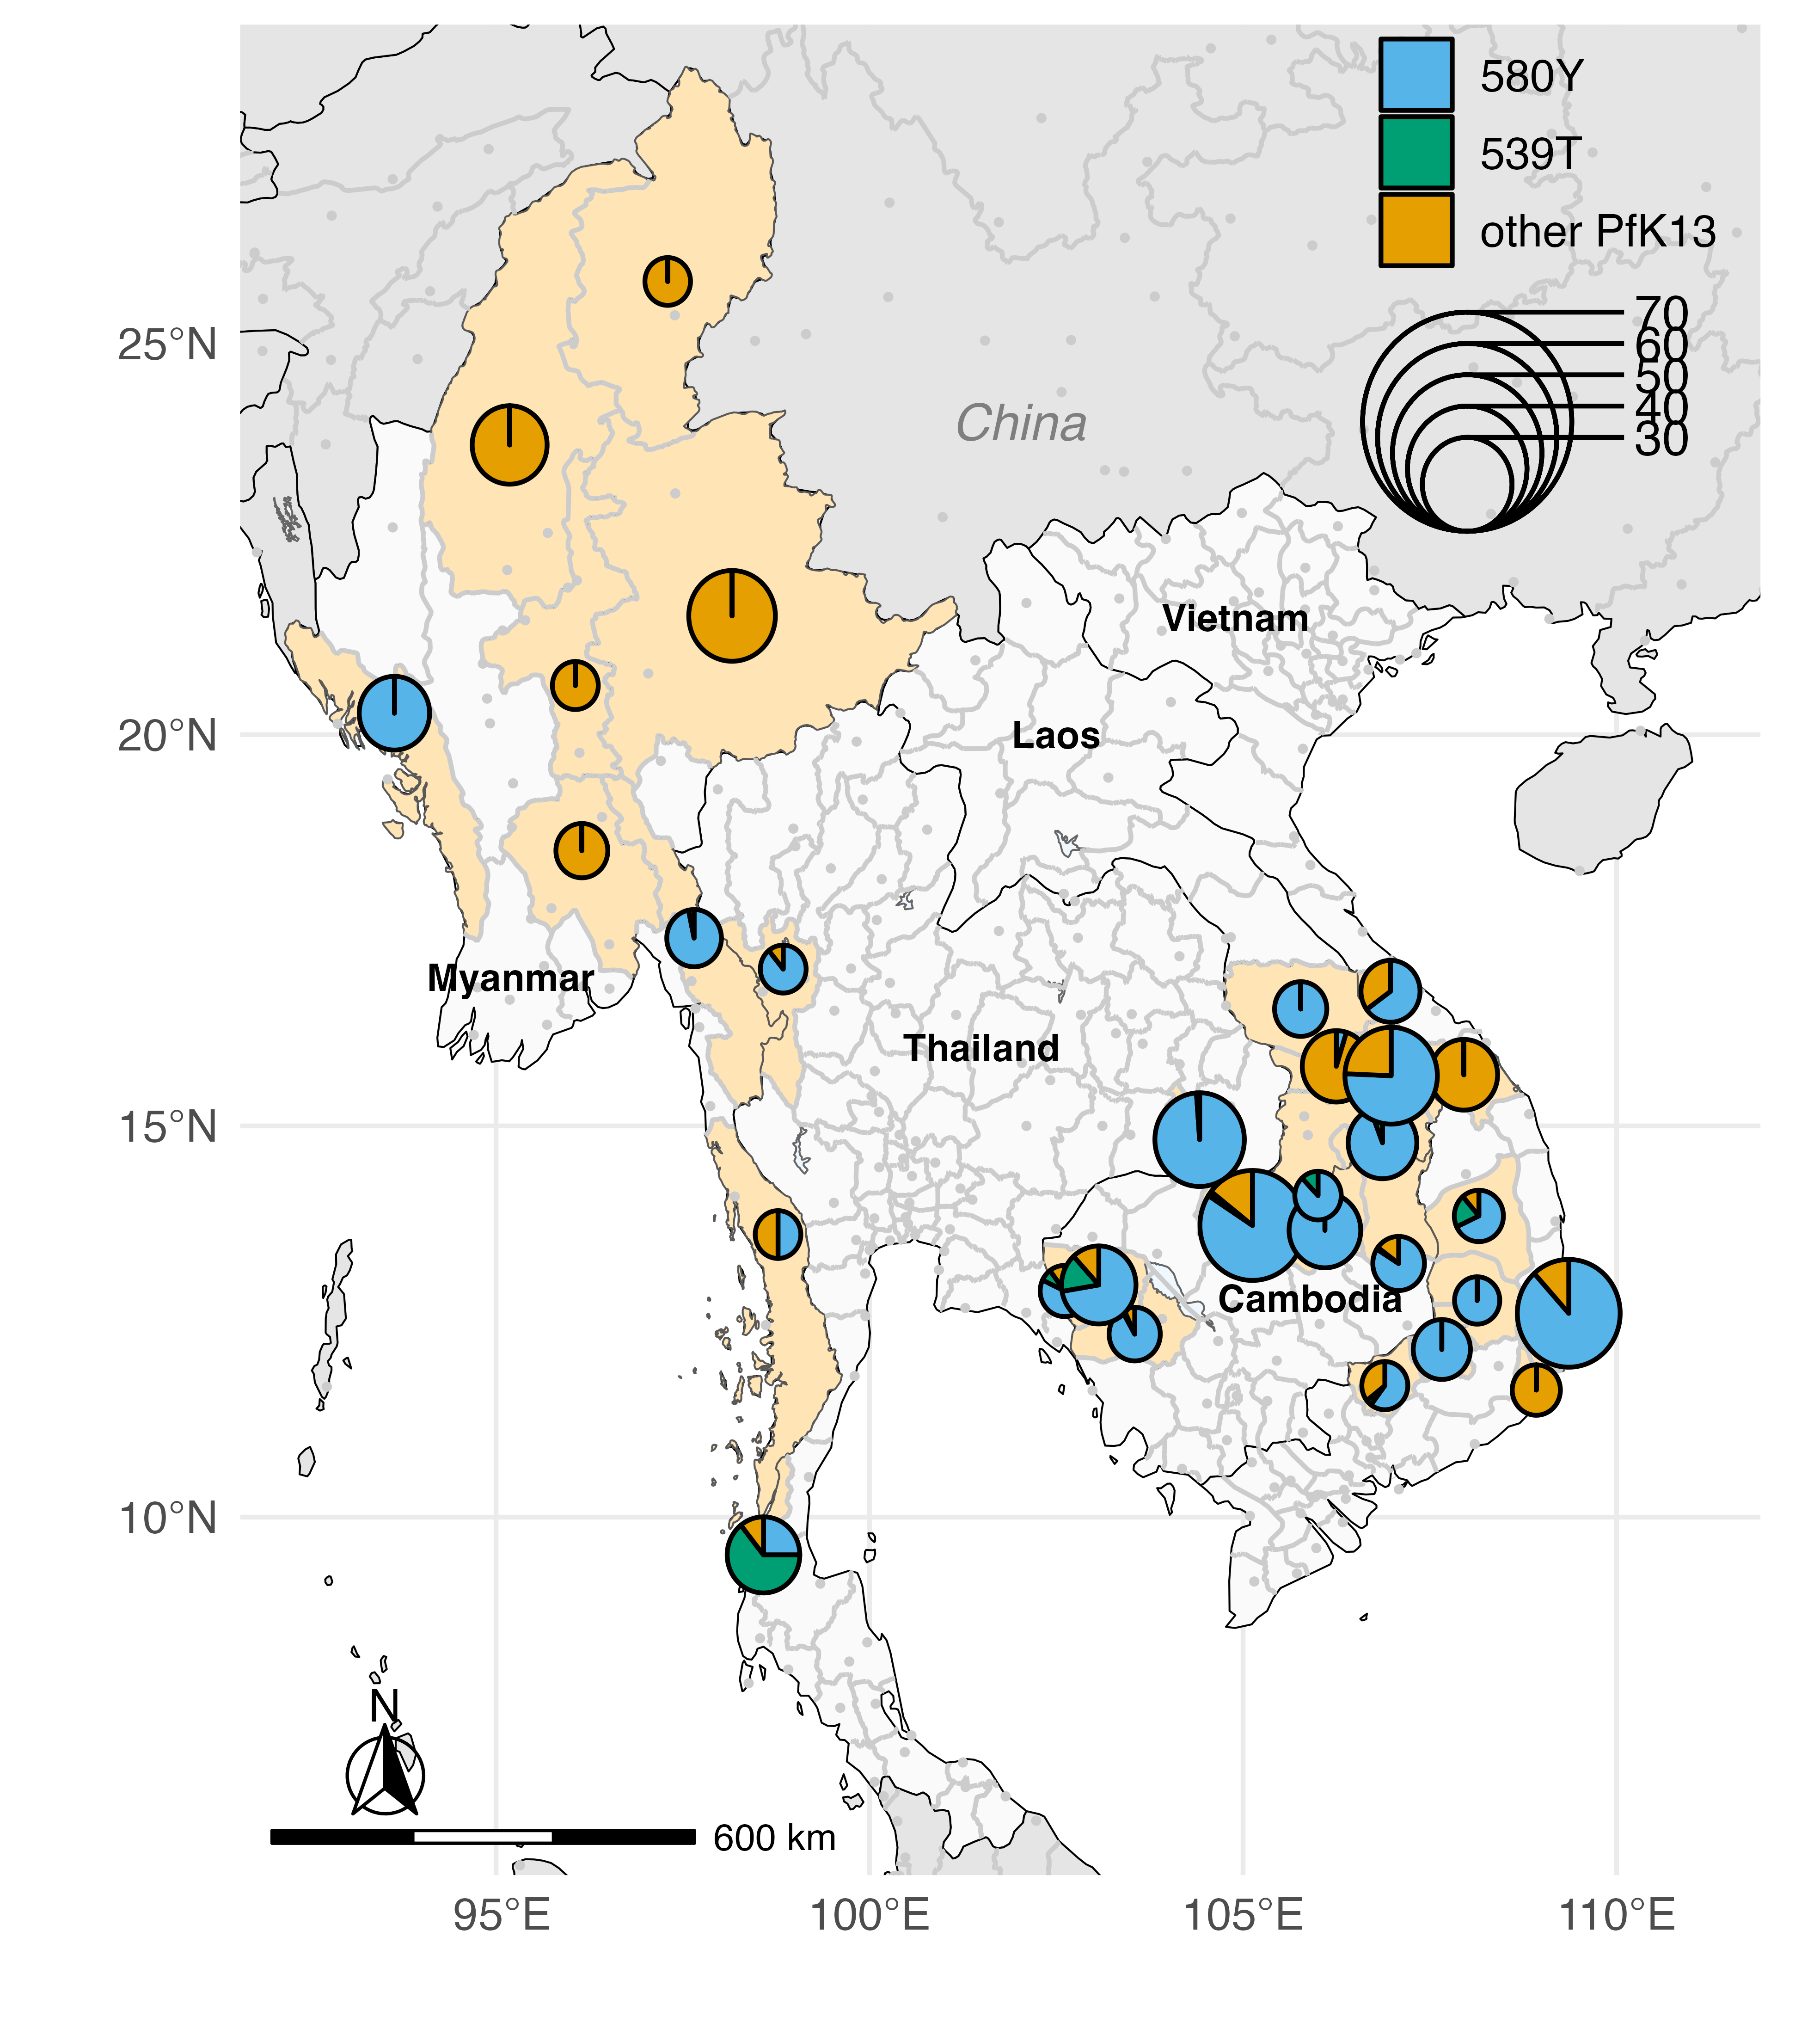 580Y
539T
other PfK13
70
60
50
40
30
25°N
China
Vietnam
20°N
Laos
Myanmar
Thailand
15°N
Cambodia
10°N
N
600 km
95°E
100°E
105°E
110°E